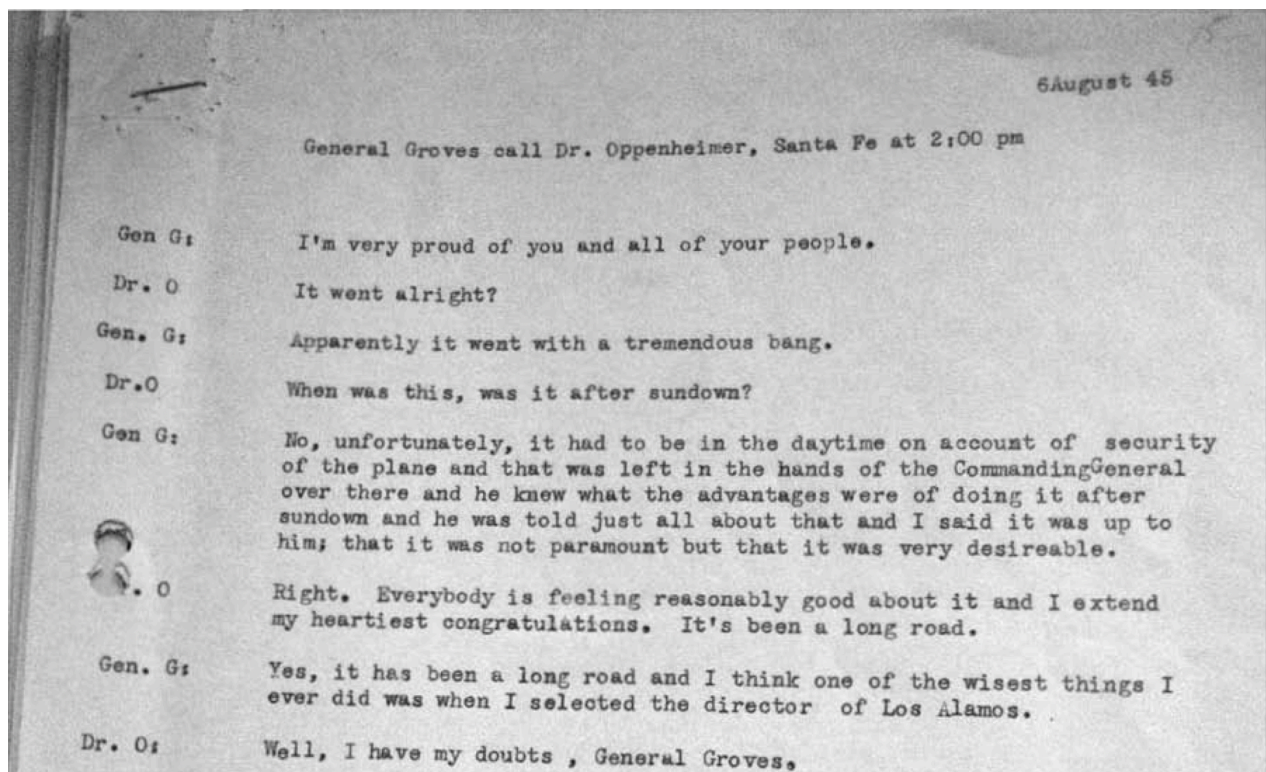 6August 45
General Groves call Dr. Oppenheimer, Santa Fe at 2:00 pm
Gen G: I'm very proud of you and all of your people.
Dr. O It went alright?
Gen. G: Apparently it went with a tremendous bang.
Dr.O When was this, was it after sundown?
Gen G: No, unfortunately, it had to be in the daytime on account of security
of the plane and that was left in the hands of the CommandingGeneral
over there and he knew what the advantages were of doing it after
sundown and he was told just all about that and I said it was up to
him; that it was not paramount but that it was very desireable.
. O Right. Everybody is feeling reasonably good about it and I extend
my heartiest congratulations. It's been a long road.
Gen. G: Yes, it has been a long road and I think one of the wisest things I
ever did was when I selected the director of Los Alamos.
Dr. O: Well, I have my doubts , General Groves.